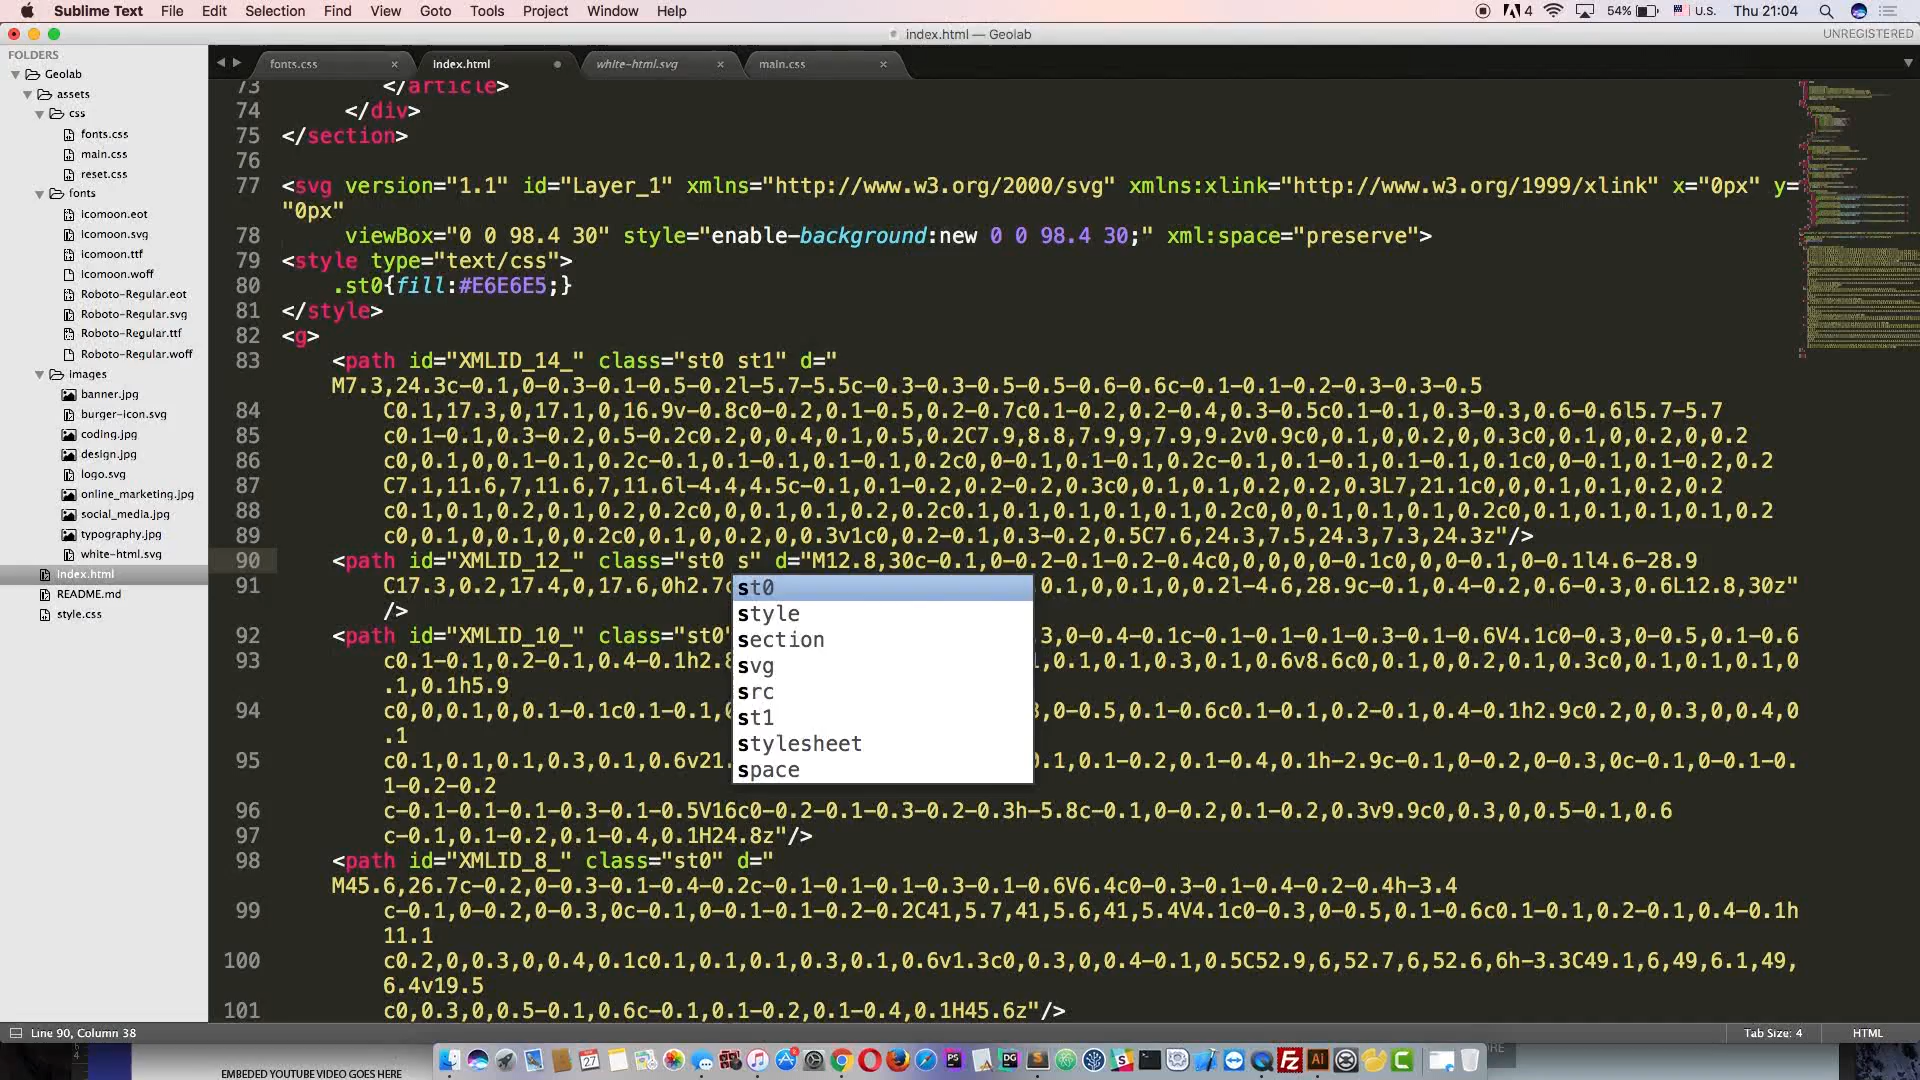 Sublime Text File Edit Selection Find View Goto Tools Project Window Help
4 54% U.S. Thu 21:04
index.html — Geolab
UNREGISTERED
FOLDERS
Geolab
assets
css
fonts.css
main.css
reset.css
fonts
icomoon.eot
icomoon.svg
icomoon.ttf
icomoon.woff
Roboto-Regular.eot
Roboto-Regular.svg
Roboto-Regular.ttf
Roboto-Regular.woff
images
banner.jpg
burger-icon.svg
coding.jpg
design.jpg
logo.svg
online_marketing.jpg
social_media.jpg
typography.jpg
white-html.svg
index.html
README.md
style.css
fonts.css index.html white-html.svg main.css
73 </article>
74 </div>
75 </section>
76
77 <svg version="1.1" id="Layer_1" xmlns="http://www.w3.org/2000/svg" xmlns:xlink="http://www.w3.org/1999/xlink" x="0px" y=
"0px"
78 viewBox="0 0 98.4 30" style="enable-background:new 0 0 98.4 30;" xml:space="preserve">
79 <style type="text/css">
80 .st0{fill:#E6E6E5;}
81 </style>
82 <g>
83 <path id="XMLID_14_" class="st0 st1" d="
M7.3,24.3c-0.1,0-0.3-0.1-0.5-0.2l-5.7-5.5c-0.3-0.3-0.5-0.5-0.6-0.6c-0.1-0.1-0.2-0.3-0.3-0.5
84 C0.1,17.3,0,17.1,0,16.9v-0.8c0-0.2,0.1-0.5,0.2-0.7c0.1-0.2,0.2-0.4,0.3-0.5c0.1-0.1,0.3-0.3,0.6-0.6l5.7-5.7
85 c0.1-0.1,0.3-0.2,0.5-0.2c0.2,0,0.4,0.1,0.5,0.2C7.9,8.8,7.9,9,7.9,9.2v0.9c0,0.1,0,0.2,0,0.3c0,0.1,0,0.2,0,0.2
86 c0,0.1,0,0.1-0.1,0.2c-0.1,0.1-0.1,0.1-0.1,0.2c0,0-0.1,0.1-0.1,0.2c-0.1,0.1-0.1,0.1-0.1,0.1c0,0-0.1,0.1-0.2,0.2
87 C7.1,11.6,7,11.6,7,11.6l-4.4,4.5c-0.1,0.1-0.2,0.2-0.2,0.3c0,0.1,0.1,0.2,0.2,0.3L7,21.1c0,0,0.1,0.1,0.2,0.2
88 c0.1,0.1,0.2,0.1,0.2,0.2c0,0,0.1,0.1,0.2,0.2c0.1,0.1,0.1,0.1,0.1,0.2c0,0,0.1,0.1,0.1,0.2c0,0.1,0.1,0.1,0.1,0.2
89 c0,0,0.1,0,0.1,0,0.2c0,0.1,0,0.2,0,0.3v1c0,0.2-0.1,0.3-0.2,0.5C7.6,24.3,7.5,24.3,7.3,24.3z"/>
90 <path id="XMLID_12_" class="st0 s" d="M12.8,30c-0.1,0-0.2-0.1-0.2-0.4c0,0,0,0,0-0.1c0,0,0-0.1,0-0.1l4.6-28.9
91 C17.3,0.2,17.4,0,17.6,0h2.7c 0.1,0,0.1,0,0.2l-4.6,28.9c-0.1,0.4-0.2,0.6-0.3,0.6L12.8,30z"
/>
92 <path id="XMLID_10_" class="st0" 3,0-0.4-0.1c-0.1-0.1-0.1-0.3-0.1-0.6V4.1c0-0.3,0-0.5,0.1-0.6
93 c0.1-0.1,0.2-0.1,0.4-0.1h2.8 ,0.1,0.1,0.3,0.1,0.6v8.6c0,0.1,0,0.2,0.1,0.3c0,0.1,0.1,0.1,0
.1,0.1h5.9
94 c0,0,0.1,0,0.1-0.1c0.1-0.1, ,0-0.5,0.1-0.6c0.1-0.1,0.2-0.1,0.4-0.1h2.9c0.2,0,0.3,0,0.4,0
.1
95 c0.1,0.1,0.1,0.3,0.1,0.6v21. 0.1,0.1-0.2,0.1-0.4,0.1h-2.9c-0.1,0-0.2,0-0.3,0c-0.1,0-0.1-0.
1-0.2-0.2
96 c-0.1-0.1-0.1-0.3-0.1-0.5V16c0-0.2-0.1-0.3-0.2-0.3h-5.8c-0.1,0-0.2,0.1-0.2,0.3v9.9c0,0.3,0,0.5-0.1,0.6
97 c-0.1,0.1-0.2,0.1-0.4,0.1H24.8z"/>
98 <path id="XMLID_8_" class="st0" d="
M45.6,26.7c-0.2,0-0.3-0.1-0.4-0.2c-0.1-0.1-0.1-0.3-0.1-0.6V6.4c0-0.3-0.1-0.4-0.2-0.4h-3.4
99 c-0.1,0-0.2,0-0.3,0c-0.1,0-0.1-0.1-0.2-0.2C41,5.7,41,5.6,41,5.4V4.1c0-0.3,0-0.5,0.1-0.6c0.1-0.1,0.2-0.1,0.4-0.1h
11.1
100 c0.2,0,0.3,0,0.4,0.1c0.1,0.1,0.1,0.3,0.1,0.6v1.3c0,0.3,0,0.4-0.1,0.5C52.9,6,52.7,6,52.6,6h-3.3C49.1,6,49,6.1,49,
6.4v19.5
101 c0,0.3,0,0.5-0.1,0.6c-0.1,0.1-0.2,0.1-0.4,0.1H45.6z"/>
st0
style
section
svg
src
st1
stylesheet
space
Line 90, Column 38
Tab Size: 4 HTML
EMBEDED YOUTUBE VIDEO GOES HERE